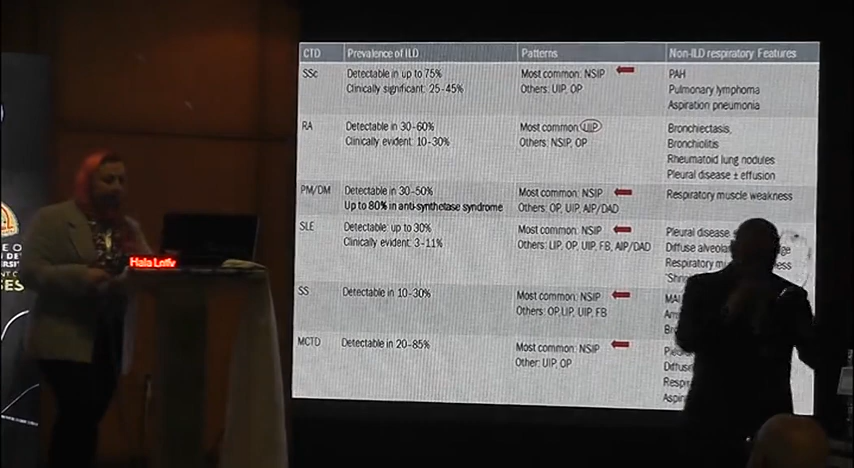 CTD Prevalence of ILD Patterns Non-ILD respiratory Features
SSc Detectable in up to 75% Most common: NSIP PAH
Clinically significant: 25-45% Others: UIP, OP Pulmonary lymphoma
Aspiration pneumonia
RA Detectable in 30-60% Most common: UIP Bronchiectasis,
Clinically evident: 10-30% Others: NSIP, OP Bronchiolitis
Rheumatoid lung nodules
Pleural disease ± effusion
PM/DM Detectable in 30-50% Most common: NSIP Respiratory muscle weakness
Up to 80% in anti-synthetase syndrome Others: OP, UIP, AIP/DAD
SLE Detectable: up to 30% Most common: NSIP Pleural disease
Clinically evident: 3-11% Others: LIP, OP, UIP, FB, AIP/DAD Diffuse
Respiratory
SS Detectable in 10-30% Most common: NSIP
Others: OP, LIP, UIP, FB
MCTD Detectable in 20-85% Most common: NSIP
Other: UIP, OP Diffuse
Hala Lotfy